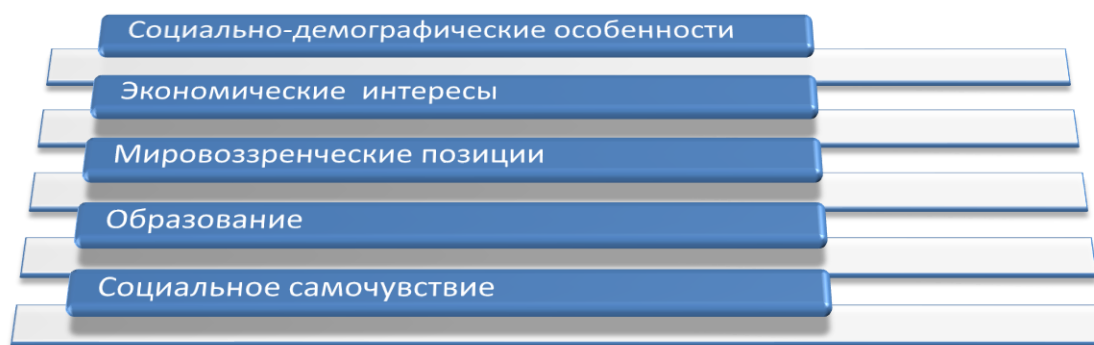 Социально-демографические особенности
Экономические интересы
Мировоззренческие позиции
Образование
Социальное самочувствие